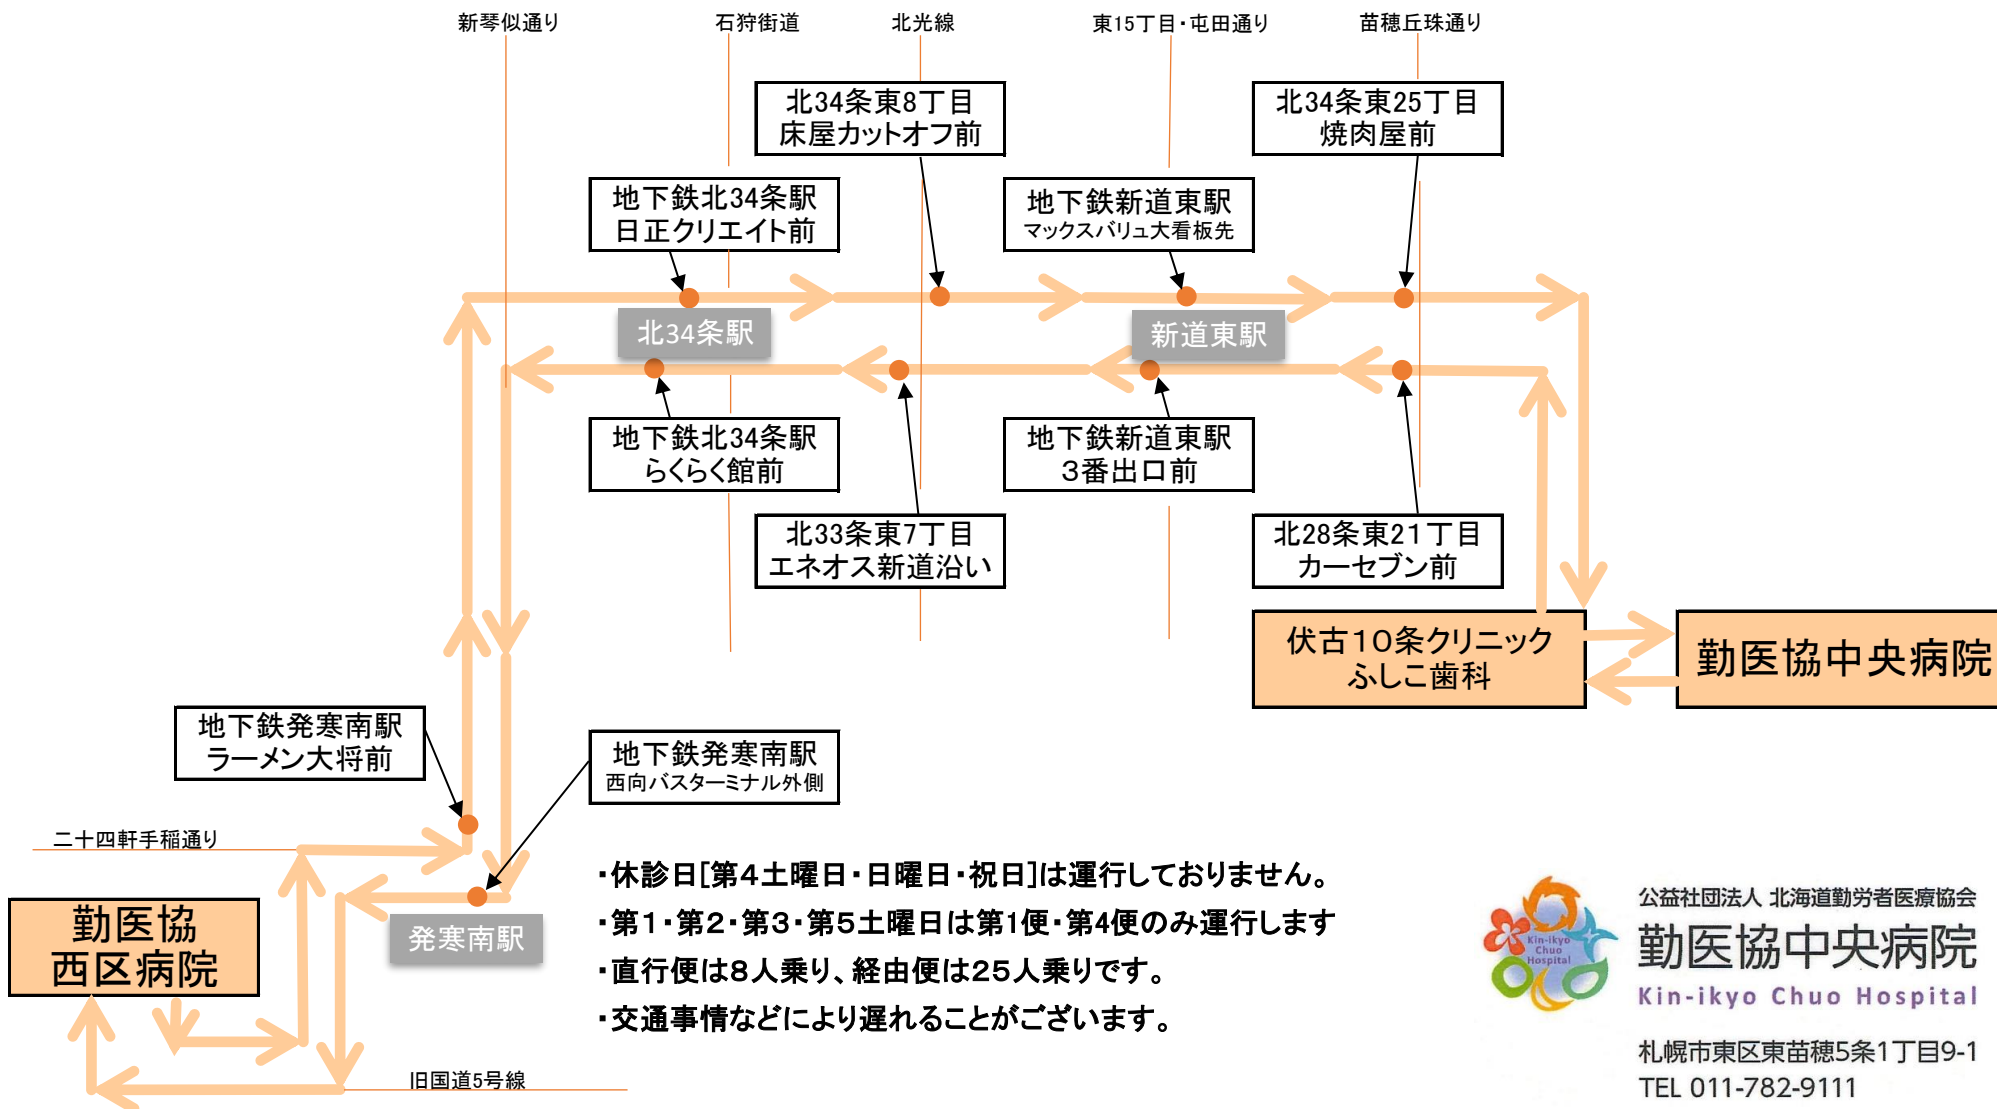 新琴似通り
石狩街道
北光線
東15丁目・屯田通り
苗穂丘珠通り
北34条東8丁目
床屋カットオフ前
北34条東25丁目
焼肉屋前
地下鉄北34条駅
日正クリエイト前
地下鉄新道東駅
マックスバリュ大看板先
北34条駅
新道東駅
地下鉄北34条駅
らくらく館前
地下鉄新道東駅
3番出口前
北33条東7丁目
エネオス新道沿い
北28条東21丁目
カーセブン前
伏古10条クリニック
ふしこ歯科
勤医協中央病院
地下鉄発寒南駅
ラーメン大将前
地下鉄発寒南駅
西向バスターミナル外側
二十四軒手稲通り
勤医協
西区病院
発寒南駅
旧国道5号線
・休診日[第4土曜日・日曜日・祝日]は運行しておりません。
・第1・第2・第3・第5土曜日は第1便・第4便のみ運行します
・直行便は8人乗り、経由便は25人乗りです。
・交通事情などにより遅れることがございます。
Kin-ikyo
Chuo
Hospital
公益社団法人 北海道勤労者医療協会
勤医協中央病院
Kin-ikyo Chuo Hospital
札幌市東区東苗穂5条1丁目9-1
TEL 011-782-9111